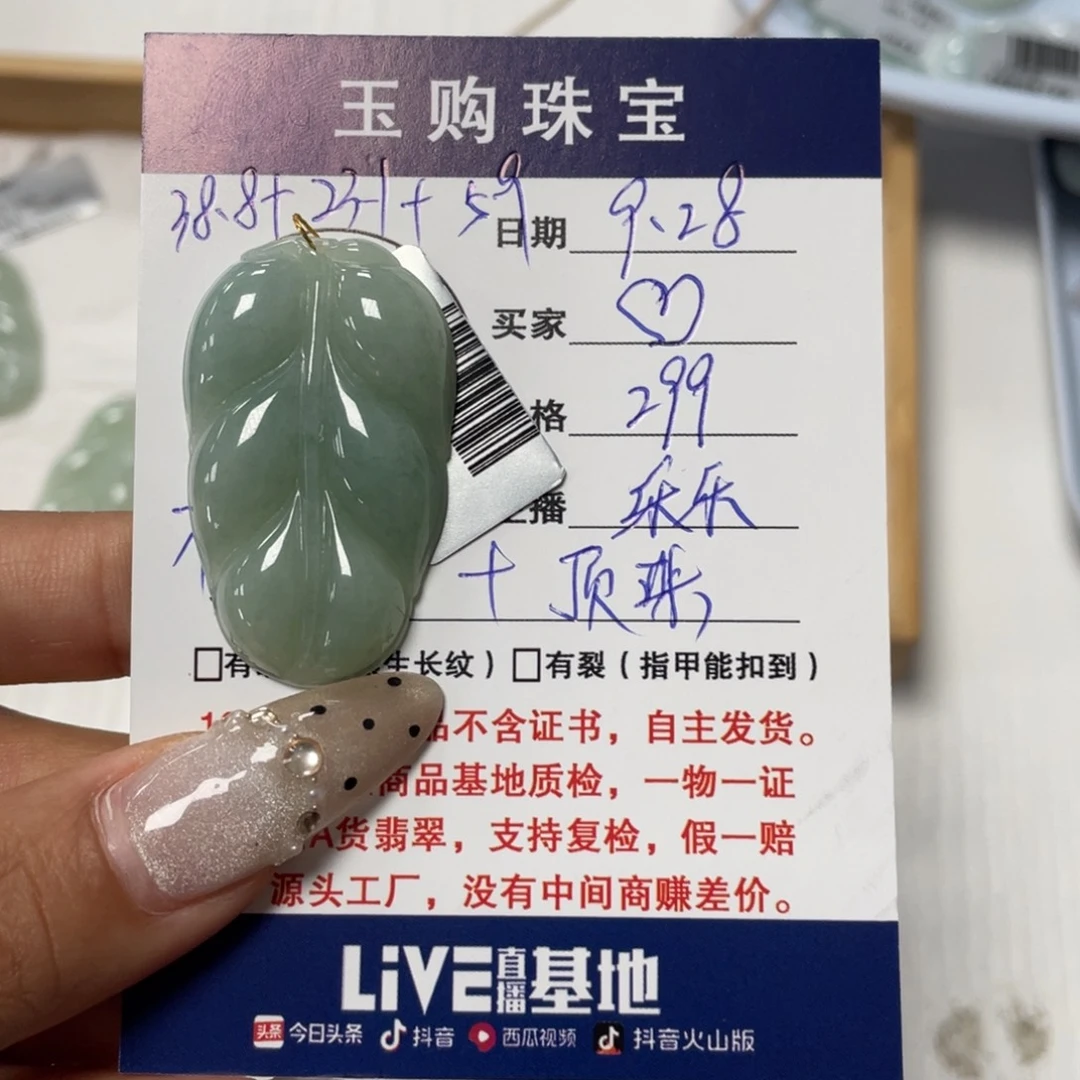 玉购珠宝
38.8+23.1+5.9
日期 9.28
买家
格 299
播 乐乐
+顶珠
有 生长纹）有裂（指甲能扣到）
品不含证书，自主发货。
商品基地质检，一物一证
A货翡翠，支持复检，假一赔
源头工厂，没有中间商赚差价。
LiVE直播基地
头条 今日头条 抖音 西瓜视频 抖音火山版